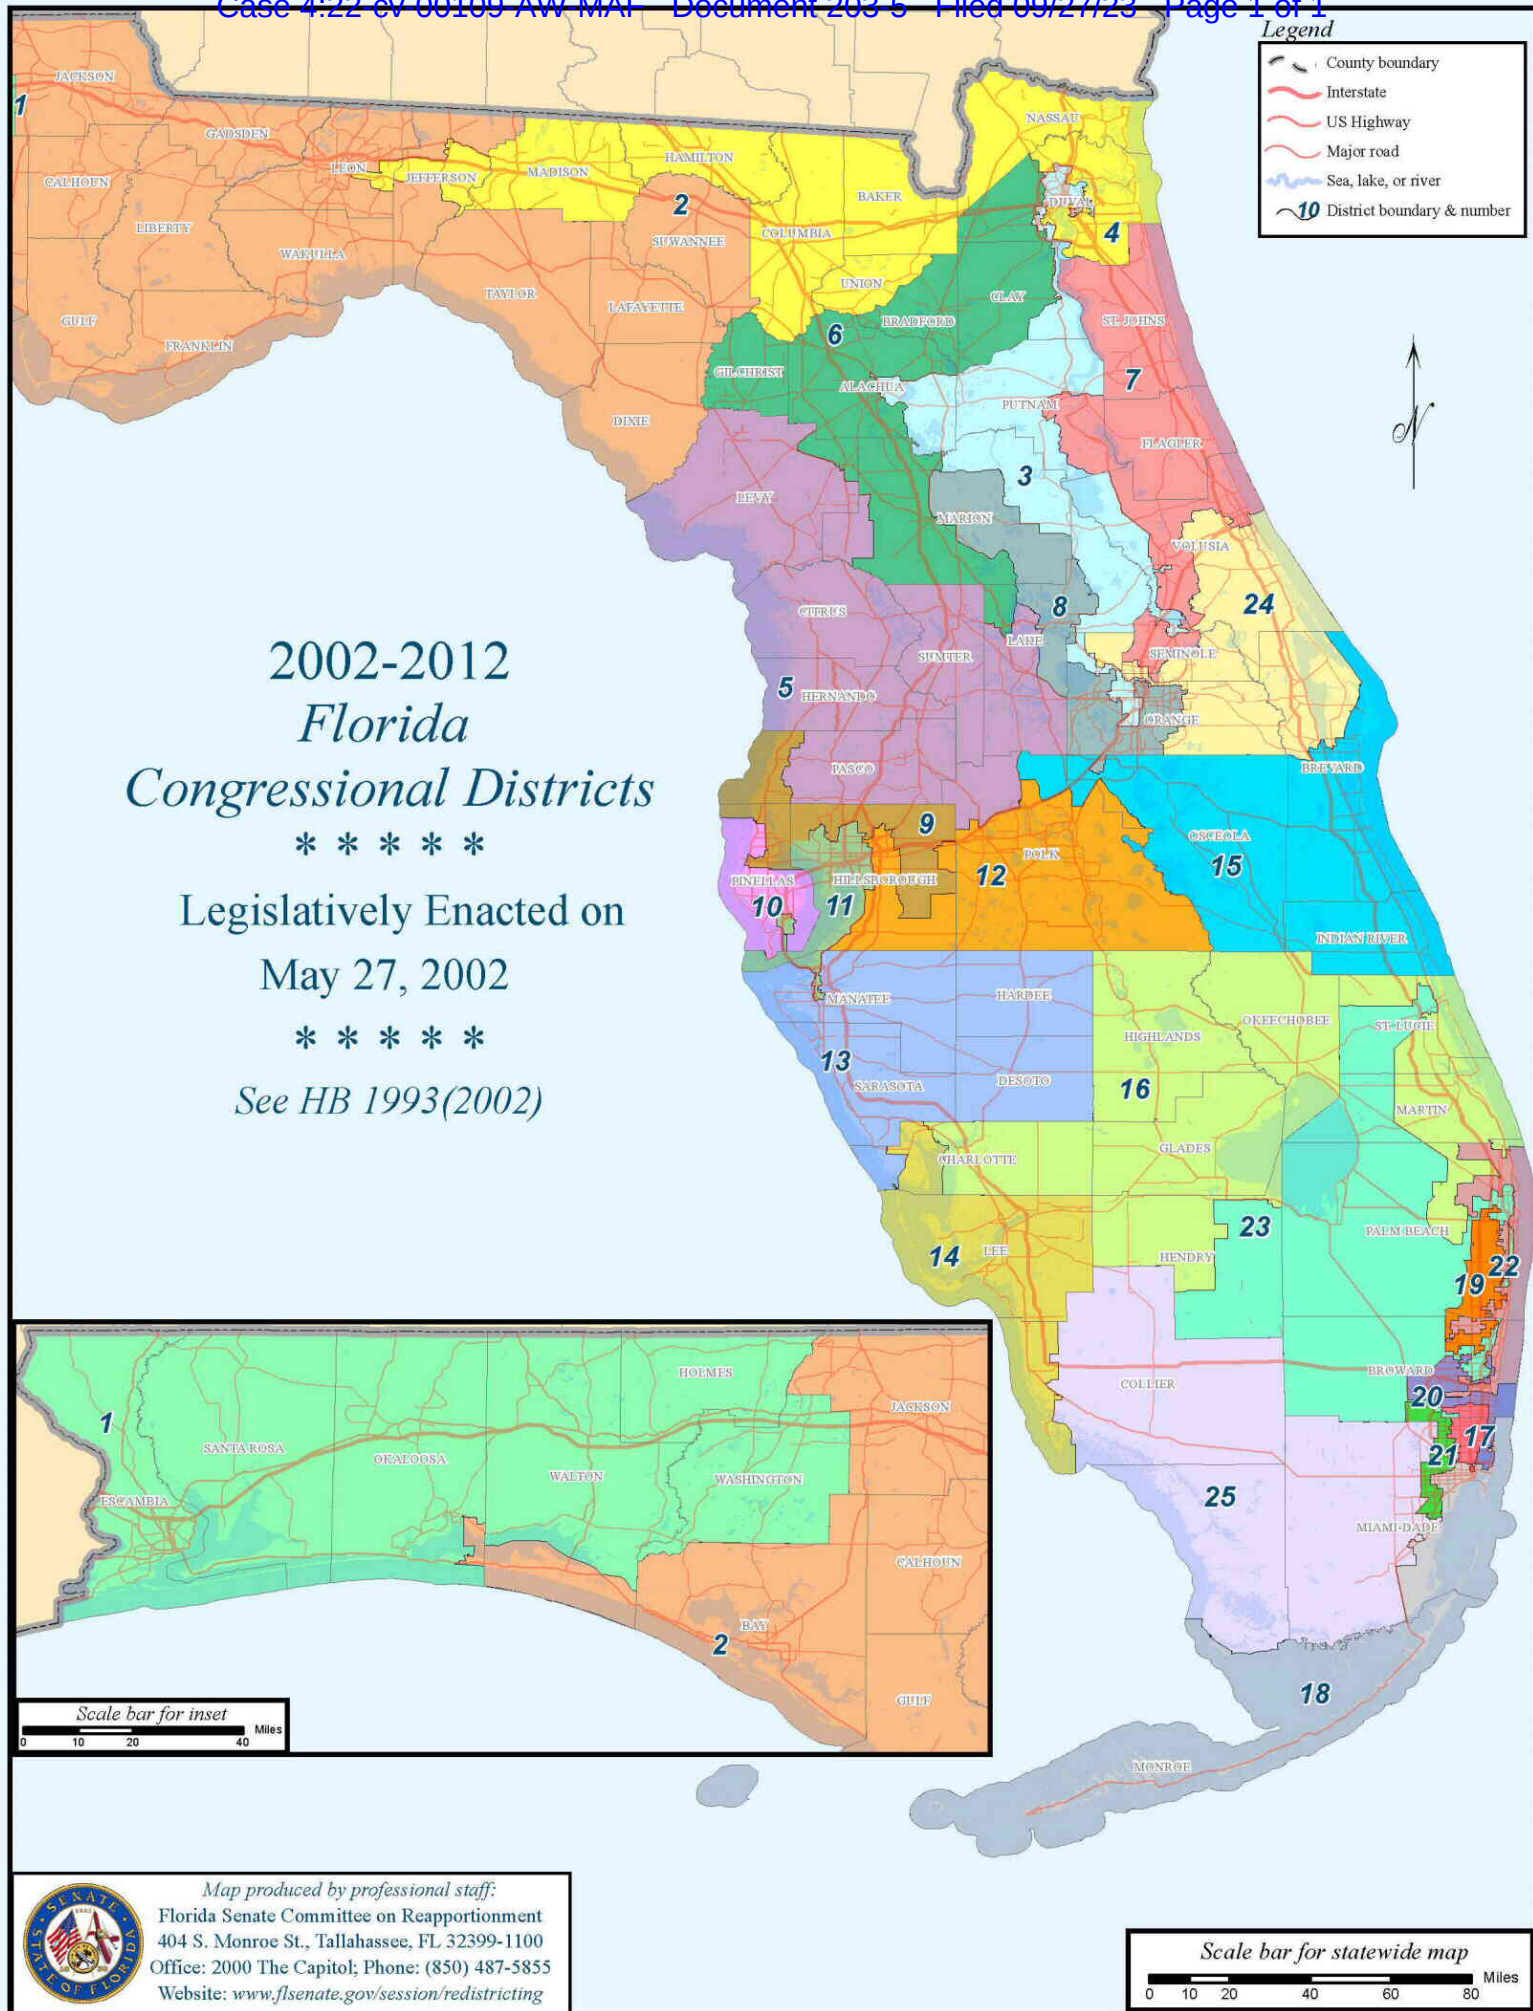 Case 4:22-cv-00109-AW-MAF Document 203-5 Filed 09/27/23 Page 1 of 1
Legend
County boundary
Interstate
US Highway
Major road
Sea, lake, or river
10 District boundary & number
JACKSON
1
GADSDEN
NASSAU
LEON
JEFFERSON
MADISON
HAMILTON
CALHOUN
BAKER
DUVAL
2
LIBERTY
WAKULLA
SUWANNEE
COLUMBIA
4
TAYLOR
LAFAYETTE
UNION
CLAY
GULF
FRANKLIN
BRADFORD
ST. JOHNS
6
GILCHRIST
ALACHUA
7
PUTNAM
DIXIE
FLAGLER
3
LEVY
MARION
VOLUSIA
24
8
CITRUS
LAKE
SUMTER
SEMINOLE
5
HERNANDO
ORANGE
PASCO
BREVARD
9
OSCEOLA
POLK
15
12
PINELLAS
HILLSBOROUGH
10
11
INDIAN RIVER
MANATEE
HARDEE
OKEECHOBEE
ST. LUCIE
HIGHLANDS
13
SARASOTA
DESOTO
16
MARTIN
CHARLOTTE
GLADES
23
PALM BEACH
14
LEE
HENDRY
22
19
BROWARD
COLLIER
20
17
21
25
MIAMI-DADE
18
MONROE
2002-2012
Florida
Congressional Districts
* * * * *
Legislatively Enacted on
May 27, 2002
* * * * *
See HB 1993(2002)
N
HOLMES
JACKSON
1
SANTA ROSA
OKALOOSA
WALTON
WASHINGTON
ESCAMBIA
CALHOUN
BAY
2
GULF
Scale bar for inset
Miles
0 10 20 40
Map produced by professional staff:
Florida Senate Committee on Reapportionment
404 S. Monroe St., Tallahassee, FL 32399-1100
Office: 2000 The Capitol; Phone: (850) 487-5855
Website: www.flsenate.gov/session/redistricting
SENATE
STATE OF FLORIDA
Scale bar for statewide map
Miles
0 10 20 40 60 80